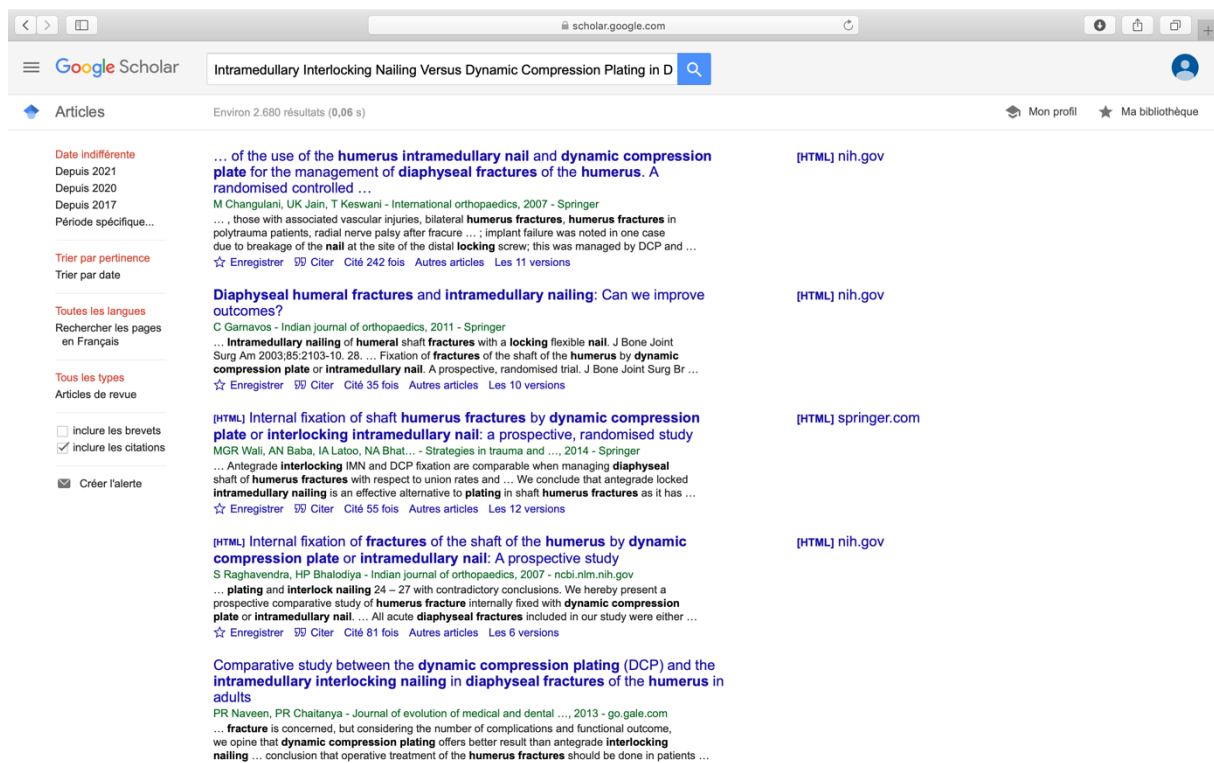 scholar.google.com
Google Scholar
Intramedullary Interlocking Nailing Versus Dynamic Compression Plating in D
Articles
Environ 2.680 résultats (0,06 s)
Mon profil
Ma bibliothèque
Date indifférente
Depuis 2021
Depuis 2020
Depuis 2017
Période spécifique...
Trier par pertinence
Trier par date
Toutes les langues
Rechercher les pages
en Français
Tous les types
Articles de revue
inclure les brevets
inclure les citations
Créer l'alerte
… of the use of the humerus intramedullary nail and dynamic compression
plate for the management of diaphyseal fractures of the humerus. A
randomised controlled …
M Changulani, UK Jain, T Keswani - International orthopaedics, 2007 - Springer
… , those with associated vascular injuries, bilateral humerus fractures, humerus fractures in
polytrauma patients, radial nerve palsy after fracure … ; implant failure was noted in one case
due to breakage of the nail at the site of the distal locking screw; this was managed by DCP and …
Enregistrer Citer Cité 242 fois Autres articles Les 11 versions
[HTML] nih.gov
Diaphyseal humeral fractures and intramedullary nailing: Can we improve
outcomes?
C Garnavos - Indian journal of orthopaedics, 2011 - Springer
… Intramedullary nailing of humeral shaft fractures with a locking flexible nail. J Bone Joint
Surg Am 2003;85:2103-10. 28. … Fixation of fractures of the shaft of the humerus by dynamic
compression plate or intramedullary nail. A prospective, randomised trial. J Bone Joint Surg Br …
Enregistrer Citer Cité 35 fois Autres articles Les 10 versions
[HTML] nih.gov
[HTML] Internal fixation of shaft humerus fractures by dynamic compression
plate or interlocking intramedullary nail: a prospective, randomised study
MGR Wali, AN Baba, IA Latoo, NA Bhat… - Strategies in trauma and …, 2014 - Springer
… Antegrade interlocking IMN and DCP fixation are comparable when managing diaphyseal
shaft of humerus fractures with respect to union rates and … We conclude that antegrade locked
intramedullary nailing is an effective alternative to plating in shaft humerus fractures as it has …
Enregistrer Citer Cité 55 fois Autres articles Les 12 versions
[HTML] springer.com
[HTML] Internal fixation of fractures of the shaft of the humerus by dynamic
compression plate or intramedullary nail: A prospective study
S Raghavendra, HP Bhalodiya - Indian journal of orthopaedics, 2007 - ncbi.nlm.nih.gov
… plating and interlock nailing 24 – 27 with contradictory conclusions. We hereby present a
prospective comparative study of humerus fracture internally fixed with dynamic compression
plate or intramedullary nail. … All acute diaphyseal fractures included in our study were either …
Enregistrer Citer Cité 81 fois Autres articles Les 6 versions
[HTML] nih.gov
Comparative study between the dynamic compression plating (DCP) and the
intramedullary interlocking nailing in diaphyseal fractures of the humerus in
adults
PR Naveen, PR Chaitanya - Journal of evolution of medical and dental …, 2013 - go.gale.com
… fracture is concerned, but considering the number of complications and functional outcome,
we opine that dynamic compression plating offers better result than antegrade interlocking
nailing … conclusion that operative treatment of the humerus fractures should be done in patients …